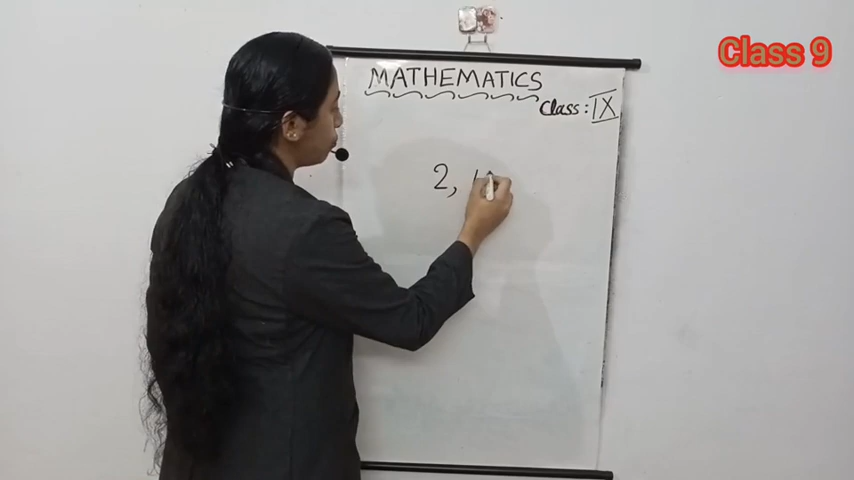 Class 9
MATHEMATICS
Class : IX
2,